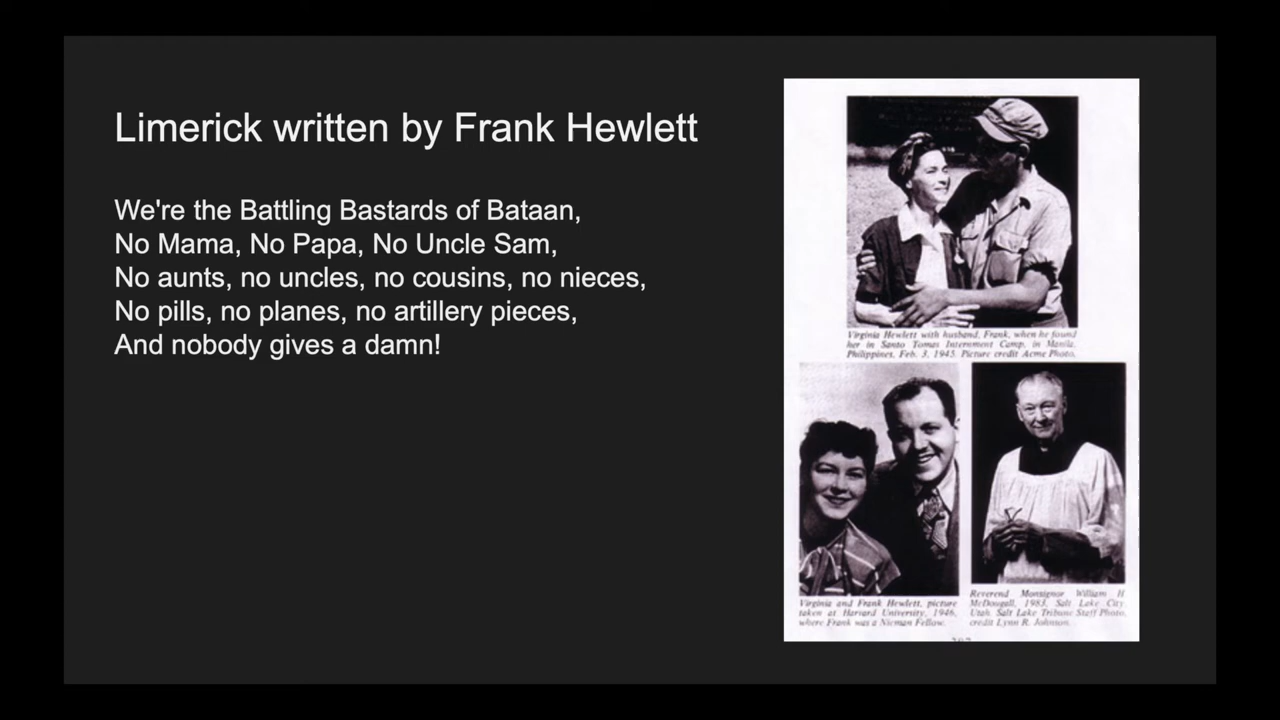 Limerick written by Frank Hewlett
We're the Battling Bastards of Bataan,
No Mama, No Papa, No Uncle Sam,
No aunts, no uncles, no cousins, no nieces,
No pills, no planes, no artillery pieces,
And nobody gives a damn!
Virginia Hewlett with husband, Frank, when he found
her in Santo Tomas Internment Camp, in Manila,
Philippines, Feb. 3, 1945. Picture credit Acme Photo.
Virginia and Frank Hewlett, picture
taken at Harvard University, 1946,
where Frank was a Nieman Fellow.
Reverend Monsignor William H
McDougall, 1983, Salt Lake City
Utah. Salt Lake Tribune Staff Photo,
credit Lynn R. Johnson.